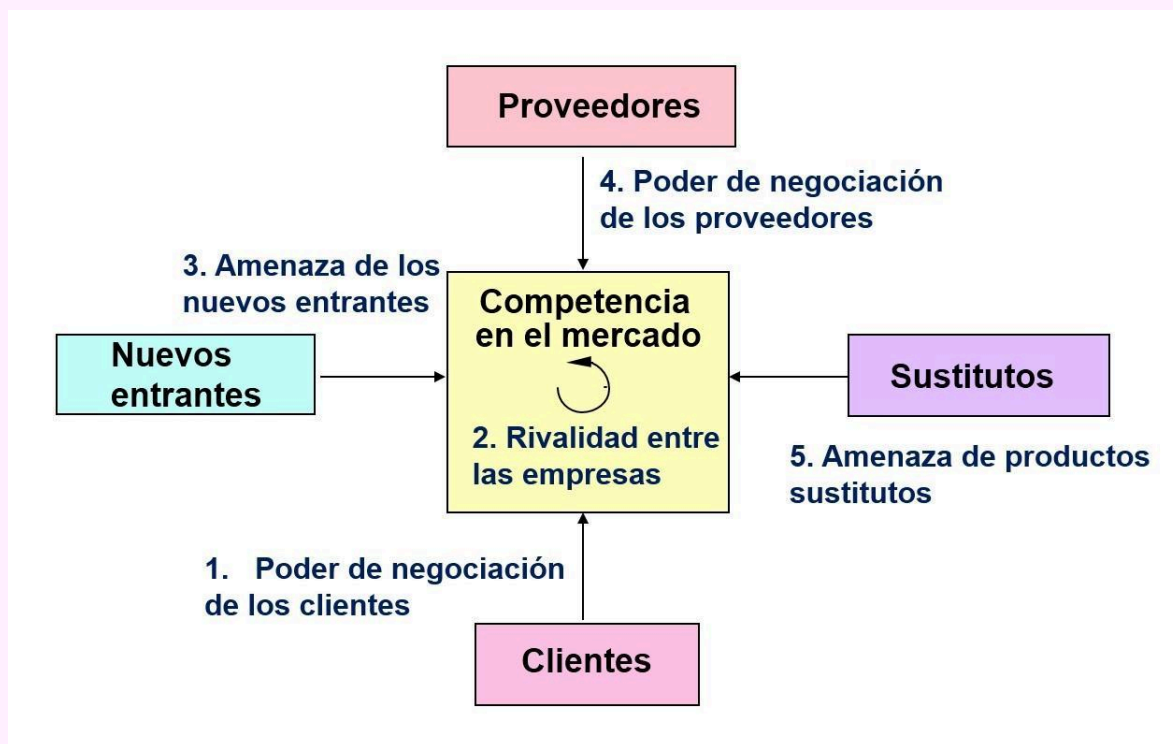 Proveedores
4. Poder de negociación
de los proveedores
3. Amenaza de los
nuevos entrantes
Competencia
en el mercado
Nuevos
entrantes
Sustitutos
2. Rivalidad entre
las empresas
5. Amenaza de productos
sustitutos
1. Poder de negociación
de los clientes
Clientes